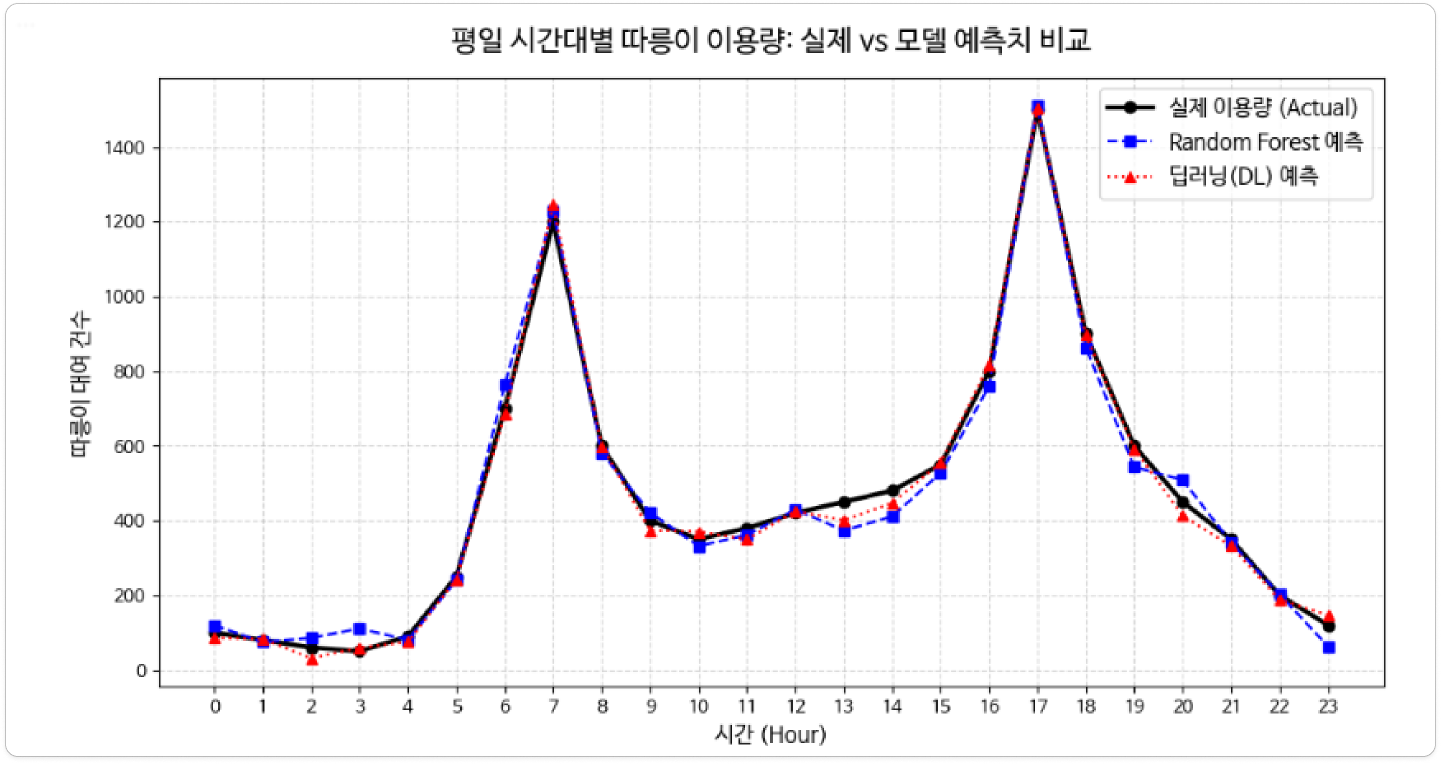 평일 시간대별 따릉이 이용량: 실제 vs 모델 예측치 비교
실제 이용량 (Actual)
Random Forest 예측
딥러닝(DL) 예측
따릉이 대여 건수
1400
1200
1000
800
600
400
200
0
0 1 2 3 4 5 6 7 8 9 10 11 12 13 14 15 16 17 18 19 20 21 22 23
시간 (Hour)